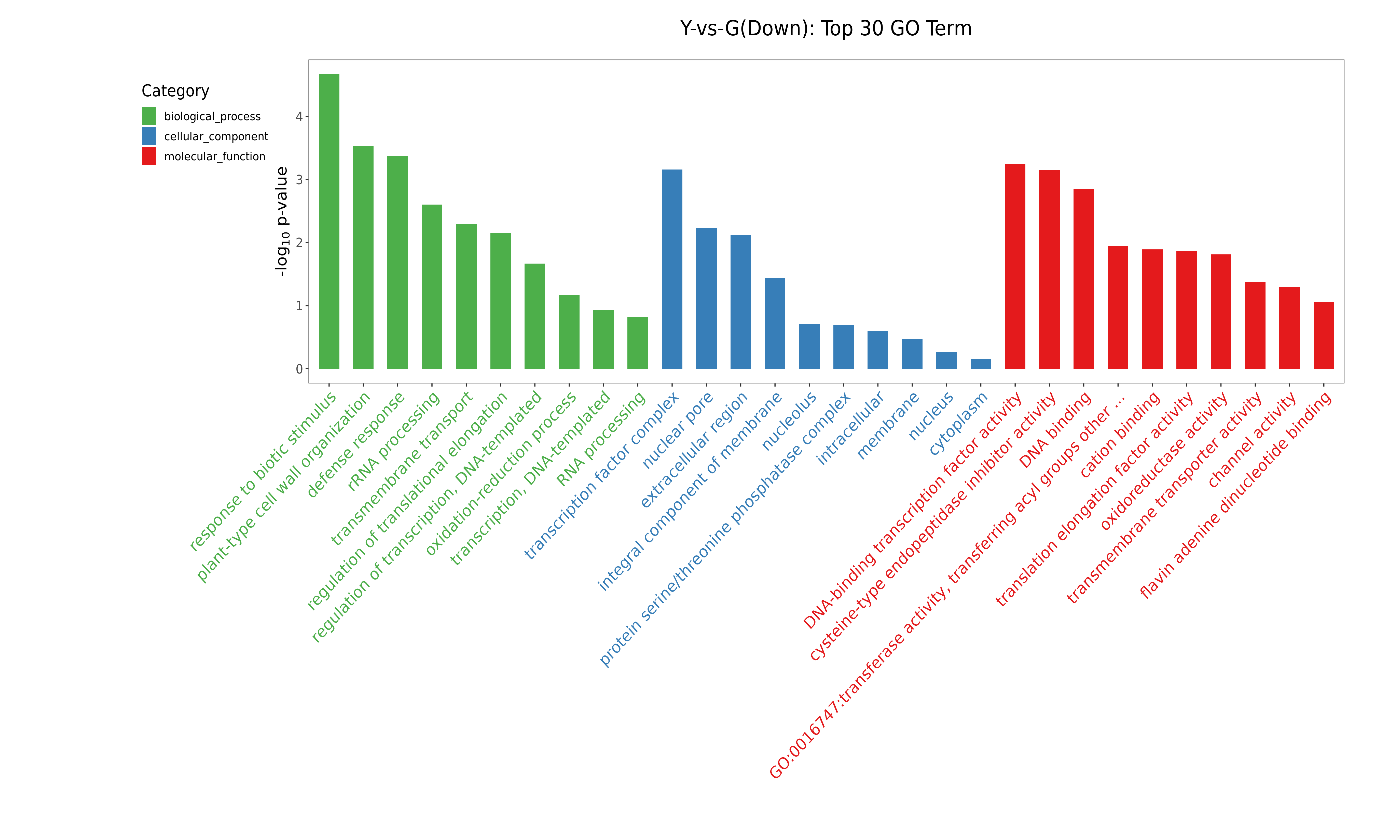 Y-vs-G(Down): Top 30 GO Term
Category
biological_process
cellular_component
molecular_function
-log10 p-value
4
3
2
1
0
response to biotic stimulus
plant-type cell wall organization
defense response
rRNA processing
transmembrane transport
regulation of translational elongation
regulation of transcription, DNA-templated
oxidation-reduction process
transcription, DNA-templated
RNA processing
transcription factor complex
nuclear pore
extracellular region
integral component of membrane
nucleolus
protein serine/threonine phosphatase complex
intracellular
membrane
nucleus
cytoplasm
DNA-binding transcription factor activity
cysteine-type endopeptidase inhibitor activity
DNA binding
GO:0016747:transferase activity, transferring acyl groups other ...
cation binding
translation elongation factor activity
oxidoreductase activity
transmembrane transporter activity
channel activity
flavin adenine dinucleotide binding